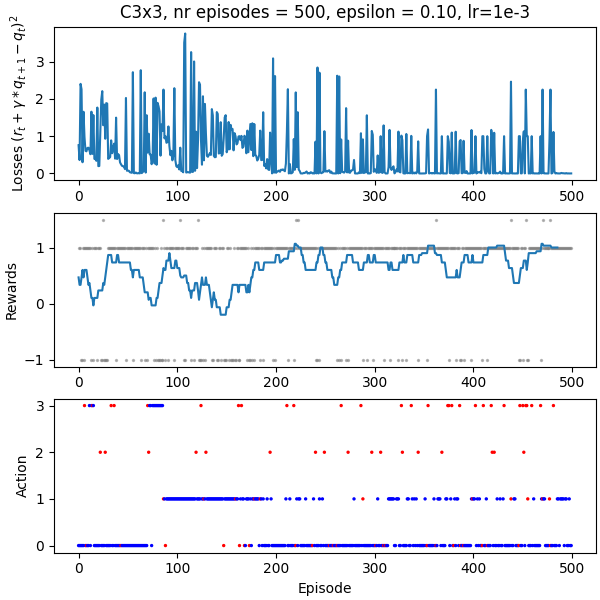 C3x3, nr episodes = 500, epsilon = 0.10, lr=1e-3
Losses (r_t + γ * q_{t+1} − q_t)^2
3
2
1
0
0 100 200 300 400 500
Rewards
1
0
−1
0 100 200 300 400 500
Action
3
2
1
0
0 100 200 300 400 500
Episode